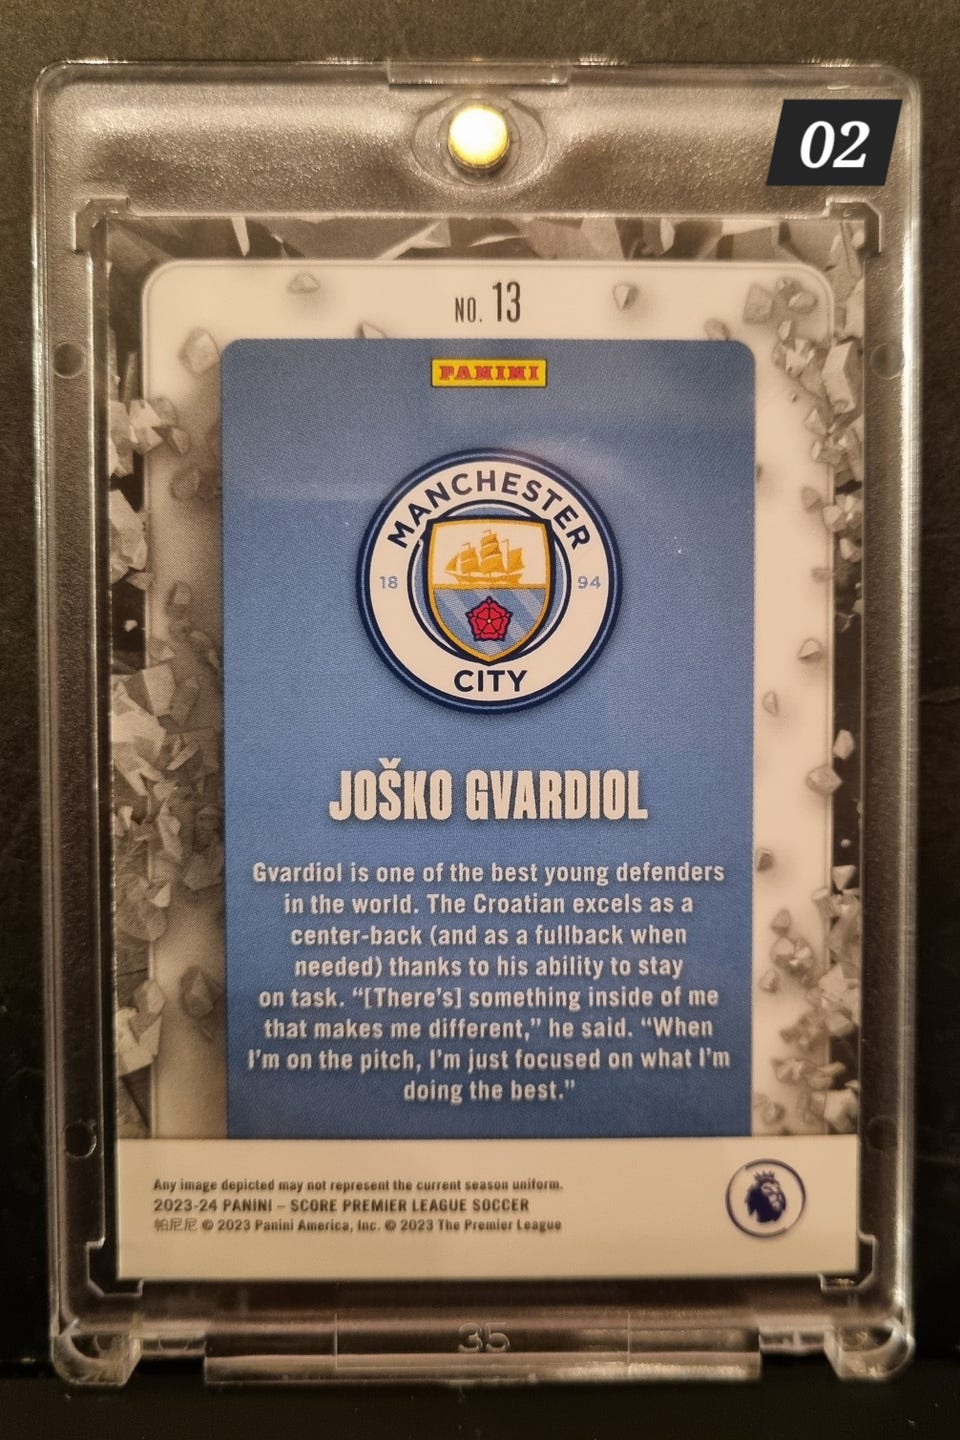 02
NO. 13
PANINI
MANCHESTER
18 94
CITY
JOŠKO GVARDIOL
Gvardiol is one of the best young defenders
in the world. The Croatian excels as a
center-back (and as a fullback when
needed) thanks to his ability to stay
on task. “[There’s] something inside of me
that makes me different,” he said. “When
I’m on the pitch, I’m just focused on what I’m
doing the best.”
Any image depicted may not represent the current season uniform.
2023-24 PANINI – SCORE PREMIER LEAGUE SOCCER
帕尼尼 © 2023 Panini America, Inc. © 2023 The Premier League
35